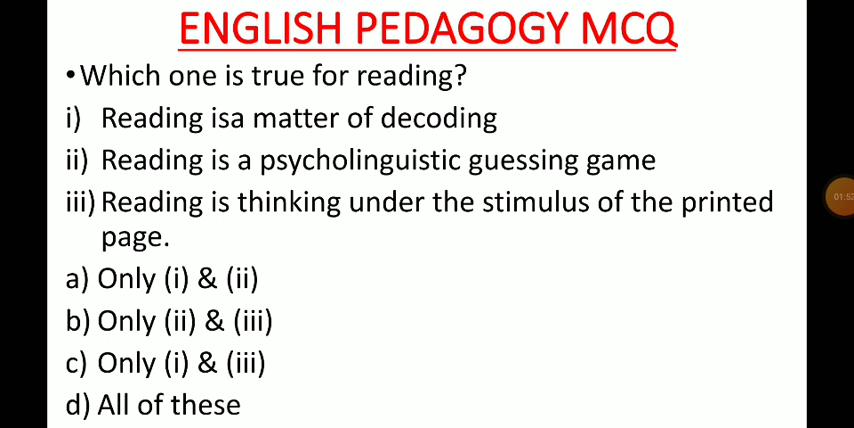 ENGLISH PEDAGOGY MCQ
•Which one is true for reading?
i) Reading isa matter of decoding
ii) Reading is a psycholinguistic guessing game
iii) Reading is thinking under the stimulus of the printed
page.
a) Only (i) & (ii)
b) Only (ii) & (iii)
c) Only (i) & (iii)
d) All of these